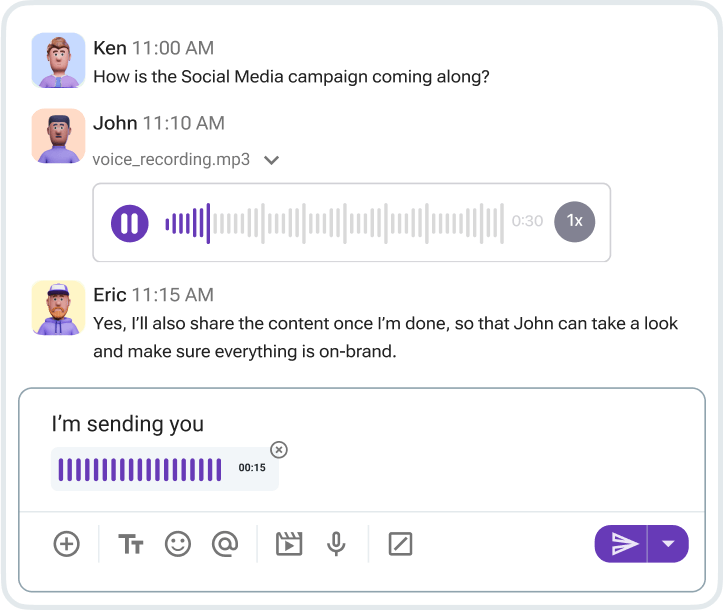 Ken 11:00 AM
How is the Social Media campaign coming along?
John 11:10 AM
voice_recording.mp3
0:30 1x
Eric 11:15 AM
Yes, I’ll also share the content once I’m done, so that John can take a look
and make sure everything is on-brand.
I’m sending you
00:15
Tт
@